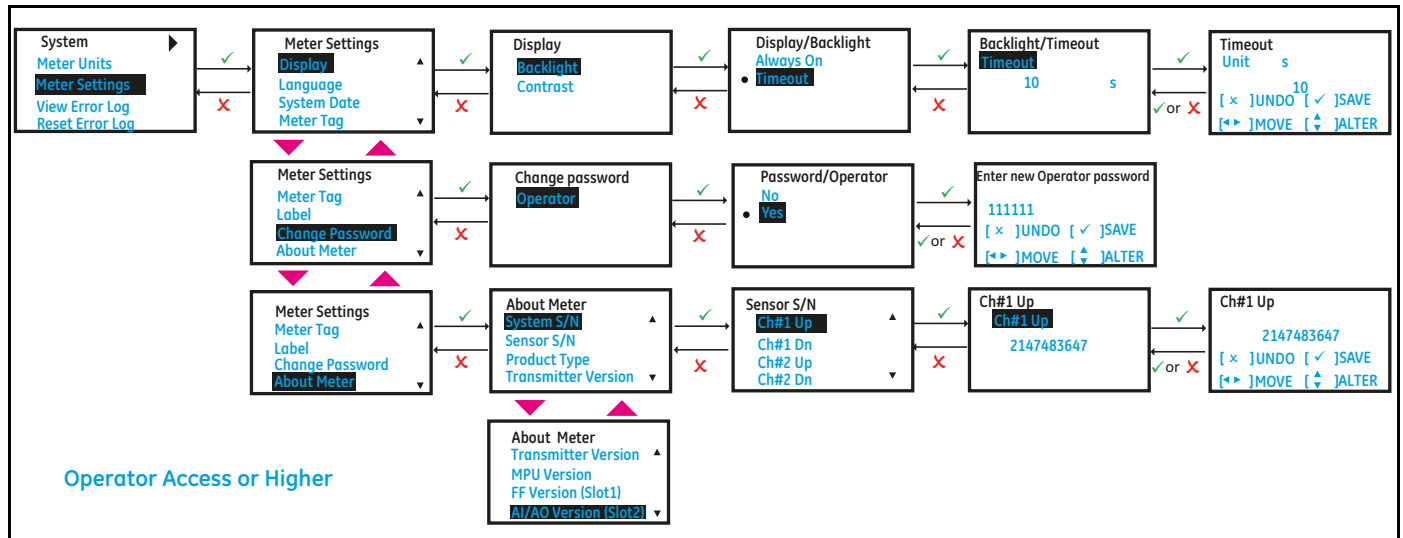 System
Meter Units
Meter Settings
View Error Log
Reset Error Log
✓
✗
Meter Settings
Display
Language
System Date
Meter Tag
✓
✗
Display
Backlight
Contrast
✓
✗
Display/Backlight
Always On
• Timeout
✓
✗
Backlight/Timeout
Timeout
10 s
✓
✓or ✗
Timeout
Unit s
10
[ x ]UNDO [ ✓ ]SAVE
[◄►]MOVE [▲▼]ALTER
Meter Settings
Meter Tag
Label
Change Password
About Meter
✓
✗
Change password
Operator
✓
✗
Password/Operator
No
• Yes
✓
✓or ✗
Enter new Operator password
111111
[ x ]UNDO [ ✓ ]SAVE
[◄►]MOVE [▲▼]ALTER
Meter Settings
Meter Tag
Label
Change Password
About Meter
✓
✗
About Meter
System S/N
Sensor S/N
Product Type
Transmitter Version
✓
✗
Sensor S/N
Ch#1 Up
Ch#1 Dn
Ch#2 Up
Ch#2 Dn
✓
✗
Ch#1 Up
Ch#1 Up
2147483647
✓
✓or ✗
Ch#1 Up
2147483647
[ x ]UNDO [ ✓ ]SAVE
[◄►]MOVE [▲▼]ALTER
About Meter
Transmitter Version
MPU Version
FF Version (Slot1)
AI/AO Version (Slot2)
Operator Access or Higher